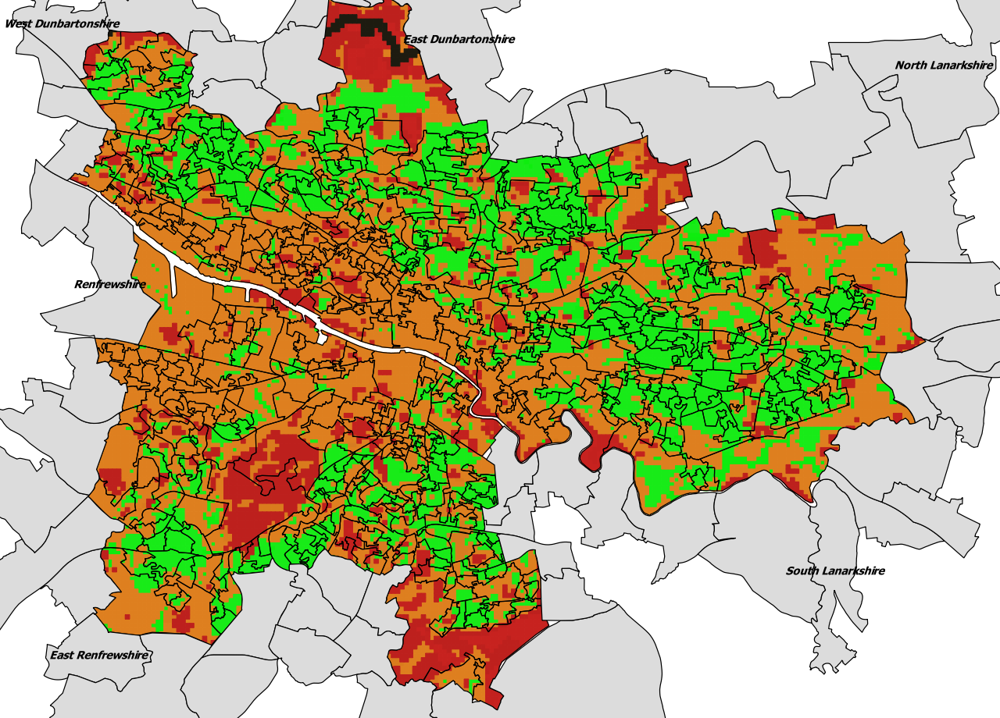 West Dunbartonshire
East Dunbartonshire
North Lanarkshire
Renfrewshire
South Lanarkshire
East Renfrewshire